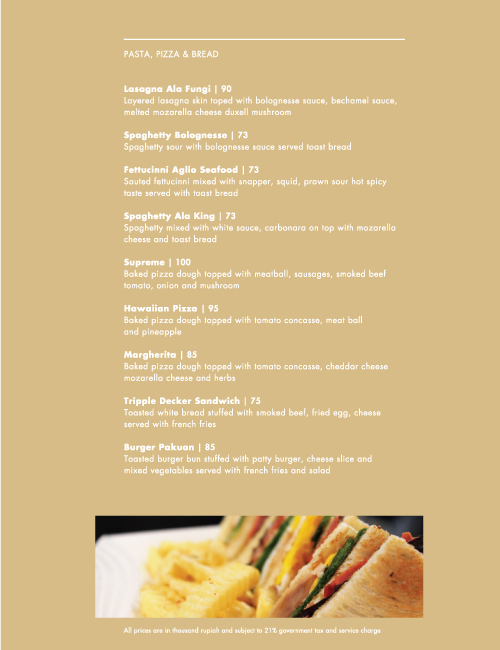 PASTA, PIZZA & BREAD
Lasagna Ala Fungi | 90
Layered lasagna skin toped with bolognesse sauce, bechamel sauce,
melted mozarella cheese duxell mushroom
Spaghetty Bolognesse | 73
Spaghetty sour with bolognesse sauce served toast bread
Fettucinni Aglio Seafood | 73
Sauted fettucinni mixed with snapper, squid, prawn sour hot spicy
taste served with toast bread
Spaghetty Ala King | 73
Spaghetty mixed with white sauce, carbonara on top with mozarella
cheese and toast bread
Supreme | 100
Baked pizza dough topped with meatball, sausages, smoked beef
tomato, onion and mushroom
Hawaiian Pizza | 95
Baked pizza dough topped with tomato concasse, meat ball
and pineapple
Margherita | 85
Baked pizza dough topped with tomato concasse, cheddar cheese
mozarella cheese and herbs
Tripple Decker Sandwich | 75
Toasted white bread stuffed with smoked beef, fried egg, cheese
served with french fries
Burger Pakuan | 85
Toasted burger bun stuffed with patty burger, cheese slice and
mixed vegetables served with french fries and salad
All prices are in thousand rupiah and subject to 21% government tax and service charge